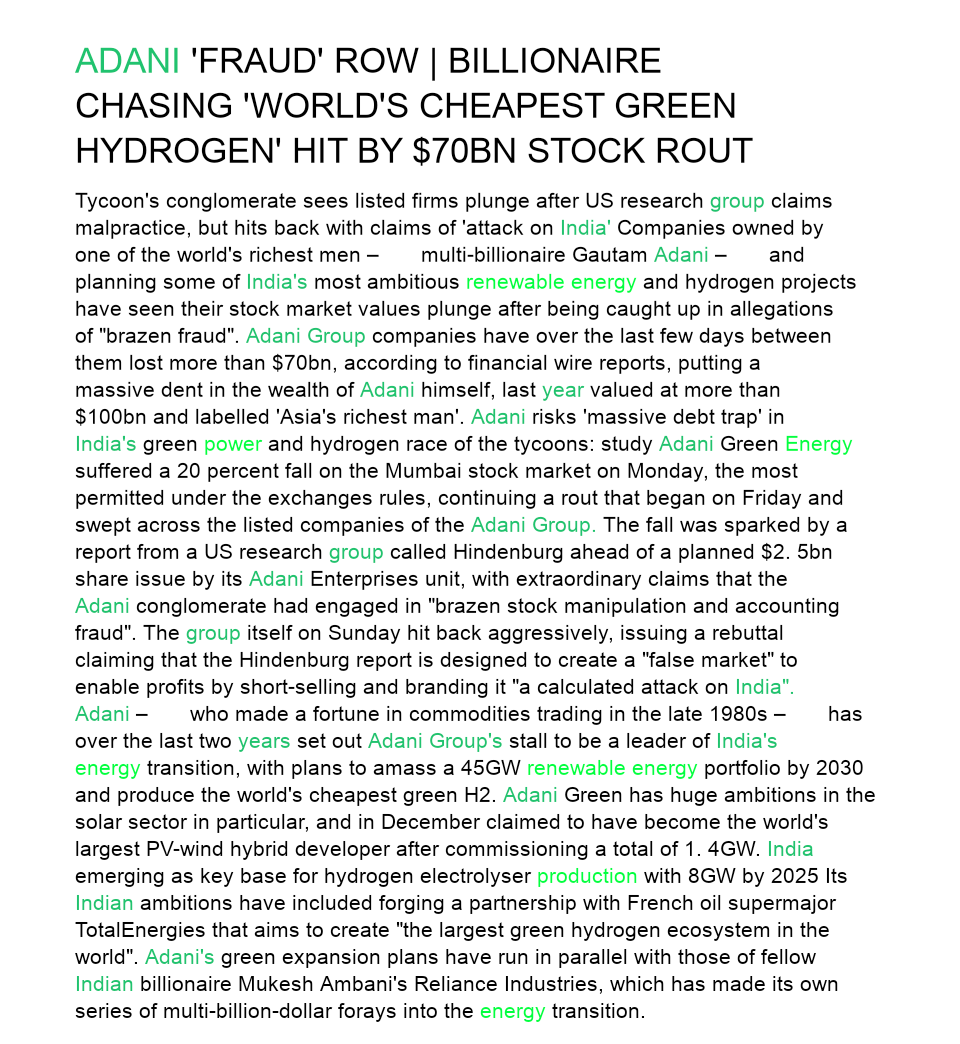 ADANI 'FRAUD' ROW | BILLIONAIRE
CHASING 'WORLD'S CHEAPEST GREEN
HYDROGEN' HIT BY $70BN STOCK ROUT
Tycoon's conglomerate sees listed firms plunge after US research group claims
malpractice, but hits back with claims of 'attack on India' Companies owned by
one of the world's richest men – multi-billionaire Gautam Adani – and
planning some of India's most ambitious renewable energy and hydrogen projects
have seen their stock market values plunge after being caught up in allegations
of "brazen fraud". Adani Group companies have over the last few days between
them lost more than $70bn, according to financial wire reports, putting a
massive dent in the wealth of Adani himself, last year valued at more than
$100bn and labelled 'Asia's richest man'. Adani risks 'massive debt trap' in
India's green power and hydrogen race of the tycoons: study Adani Green Energy
suffered a 20 percent fall on the Mumbai stock market on Monday, the most
permitted under the exchanges rules, continuing a rout that began on Friday and
swept across the listed companies of the Adani Group. The fall was sparked by a
report from a US research group called Hindenburg ahead of a planned $2. 5bn
share issue by its Adani Enterprises unit, with extraordinary claims that the
Adani conglomerate had engaged in "brazen stock manipulation and accounting
fraud". The group itself on Sunday hit back aggressively, issuing a rebuttal
claiming that the Hindenburg report is designed to create a "false market" to
enable profits by short-selling and branding it "a calculated attack on India".
Adani – who made a fortune in commodities trading in the late 1980s – has
over the last two years set out Adani Group's stall to be a leader of India's
energy transition, with plans to amass a 45GW renewable energy portfolio by 2030
and produce the world's cheapest green H2. Adani Green has huge ambitions in the
solar sector in particular, and in December claimed to have become the world's
largest PV-wind hybrid developer after commissioning a total of 1. 4GW. India
emerging as key base for hydrogen electrolyser production with 8GW by 2025 Its
Indian ambitions have included forging a partnership with French oil supermajor
TotalEnergies that aims to create "the largest green hydrogen ecosystem in the
world". Adani's green expansion plans have run in parallel with those of fellow
Indian billionaire Mukesh Ambani's Reliance Industries, which has made its own
series of multi-billion-dollar forays into the energy transition.